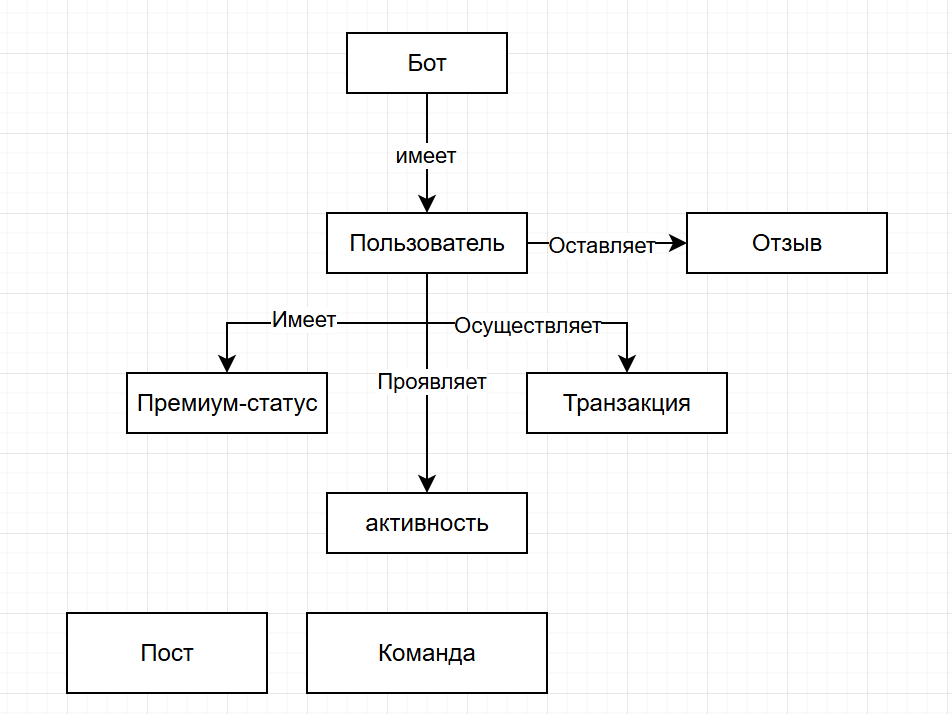 Бот
имеет
Пользователь
Оставляет
Отзыв
Имеет
Осуществляет
Проявляет
Премиум-статус
Транзакция
активность
Пост
Команда